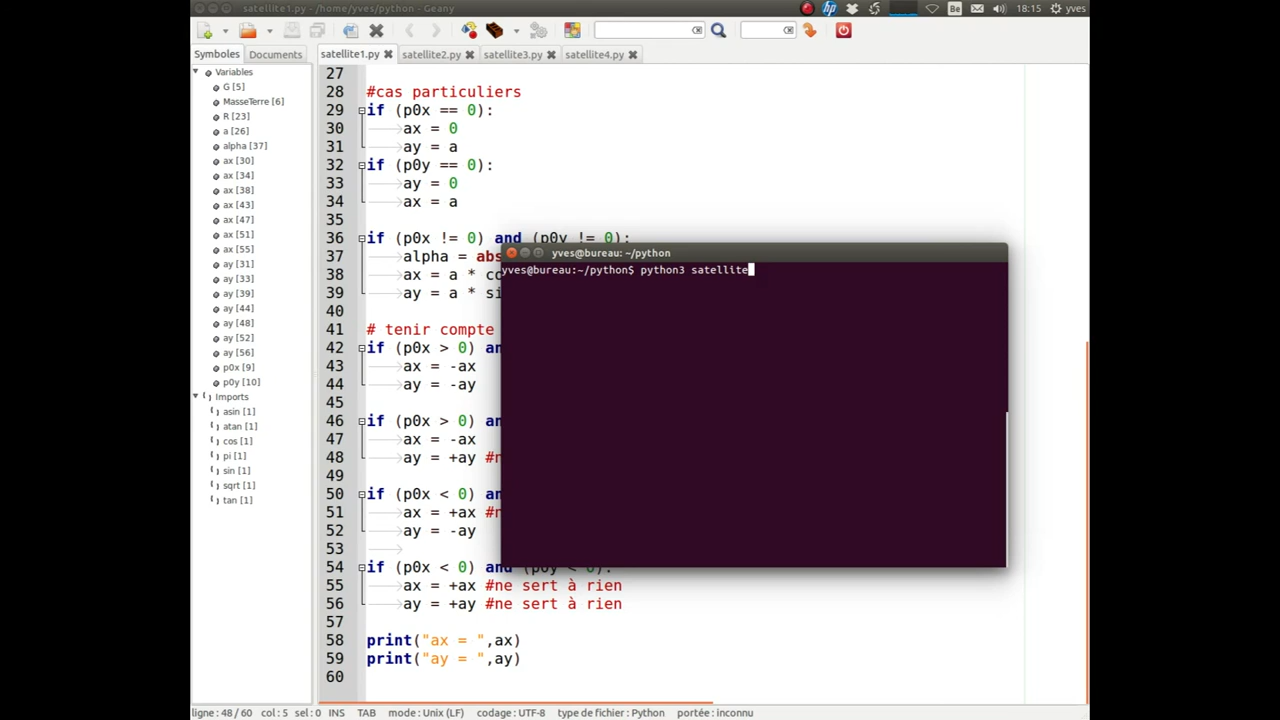 satellite1.py - /home/yves/python - Geany
hp
Be
18:15
yves
Symboles
Documents
satellite1.py
satellite2.py
satellite3.py
satellite4.py
Variables
G [5]
MasseTerre [6]
R [23]
a [26]
alpha [37]
ax [30]
ax [34]
ax [38]
ax [43]
ax [47]
ax [51]
ax [55]
ay [31]
ay [33]
ay [39]
ay [44]
ay [48]
ay [52]
ay [56]
p0x [9]
p0y [10]
Imports
asin [1]
atan [1]
cos [1]
pi [1]
sin [1]
sqrt [1]
tan [1]
27
28 #cas particuliers
29 if (p0x == 0):
30 ax = 0
31 ay = a
32 if (p0y == 0):
33 ay = 0
34 ax = a
35
36 if (p0x != 0) and (p0y != 0):
37 alpha = abs
38 ax = a * co
39 ay = a * si
40
41 # tenir compte
42 if (p0x > 0) an
43 ax = -ax
44 ay = -ay
45
46 if (p0x > 0) an
47 ax = -ax
48 ay = +ay #n
49
50 if (p0x < 0) an
51 ax = +ax #n
52 ay = -ay
53
54 if (p0x < 0) and (p0y < 0):
55 ax = +ax #ne sert à rien
56 ay = +ay #ne sert à rien
57
58 print("ax = ",ax)
59 print("ay = ",ay)
60
yves@bureau: ~/python
yves@bureau:~/python$ python3 satellite
ligne : 48 / 60 col : 5 sel : 0 INS TAB mode : Unix (LF) codage : UTF-8 type de fichier : Python portée : inconnu